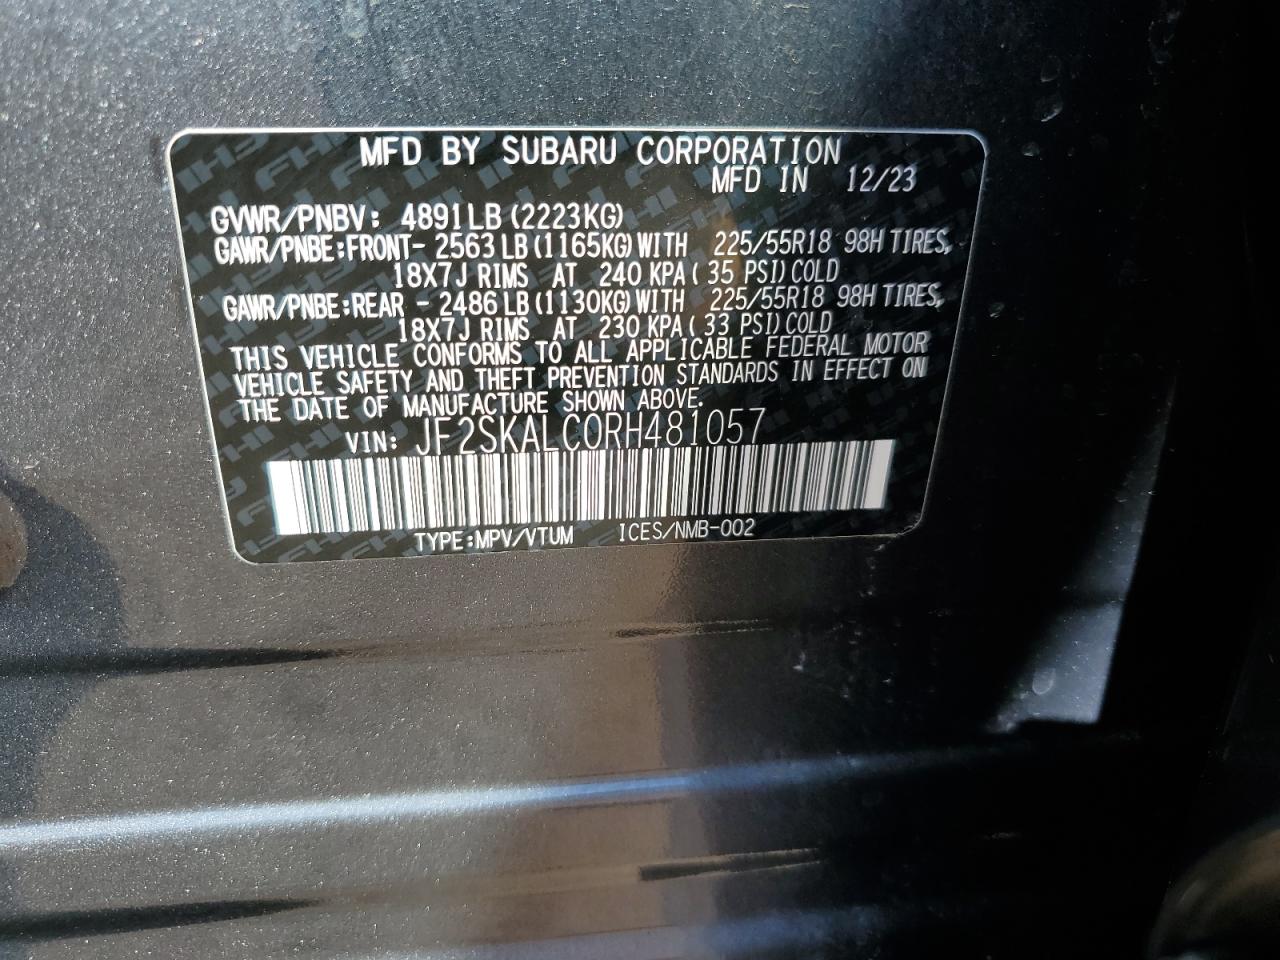 MFD BY SUBARU CORPORATION
MFD IN 12/23
GVWR/PNBV: 4891LB (2223KG)
GAWR/PNBE:FRONT- 2563 LB (1165KG) WITH 225/55R18 98H TIRES,
18X7J RIMS AT 240 KPA ( 35 PSI) COLD
GAWR/PNBE:REAR - 2486 LB (1130KG) WITH 225/55R18 98H TIRES,
18X7J RIMS AT 230 KPA ( 33 PSI) COLD
THIS VEHICLE CONFORMS TO ALL APPLICABLE FEDERAL MOTOR
VEHICLE SAFETY AND THEFT PREVENTION STANDARDS IN EFFECT ON
THE DATE OF MANUFACTURE SHOWN ABOVE.
VIN: JF2SKALC0RH481057
TYPE:MPV/VTUM ICES/NMB-002